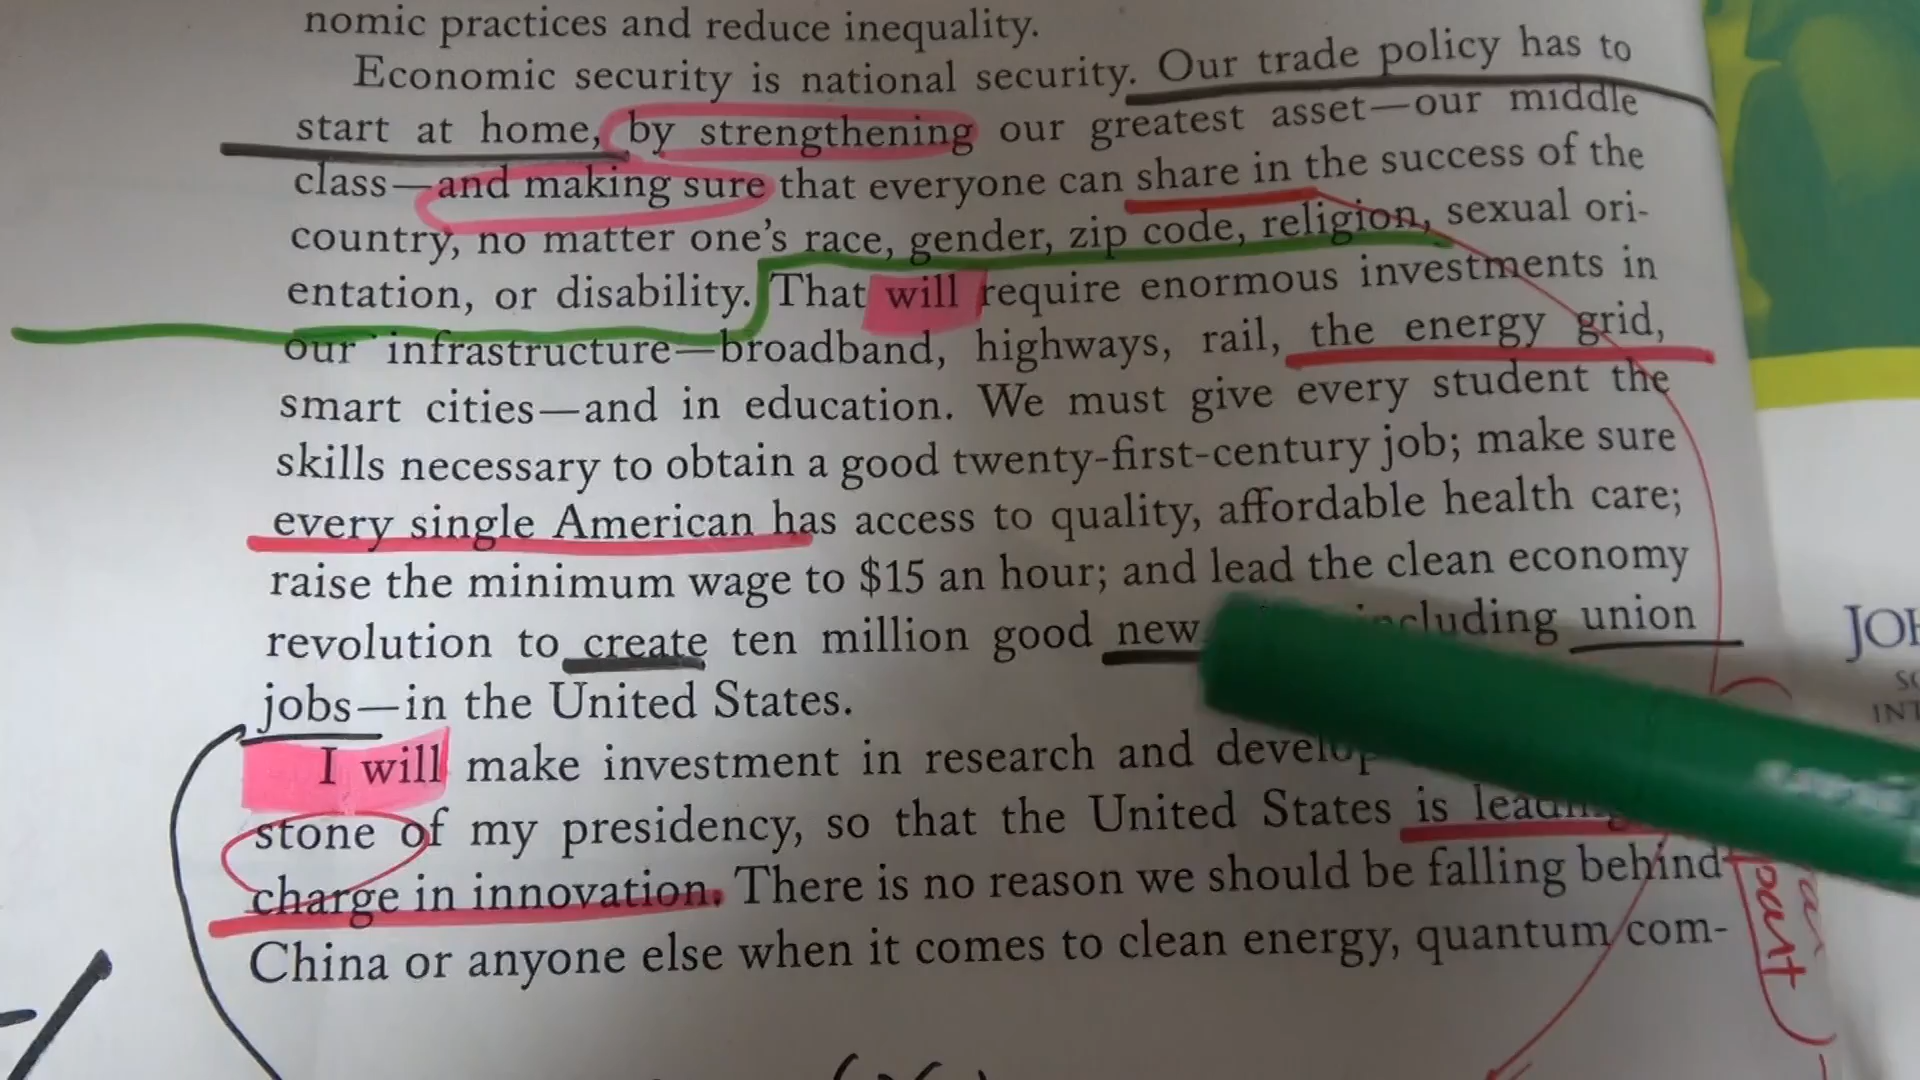 nomic practices and reduce inequality.
Economic security is national security. Our trade policy has to
start at home, by strengthening our greatest asset—our middle
class—and making sure that everyone can share in the success of the
country, no matter one's race, gender, zip code, religion, sexual ori-
entation, or disability. That will require enormous investments in
our infrastructure—broadband, highways, rail, the energy grid,
smart cities—and in education. We must give every student the
skills necessary to obtain a good twenty-first-century job; make sure
every single American has access to quality, affordable health care;
raise the minimum wage to $15 an hour; and lead the clean economy
revolution to create ten million good new including union
jobs—in the United States.
I will make investment in research and develop
stone of my presidency, so that the United States is leading
charge in innovation. There is no reason we should be falling behind
China or anyone else when it comes to clean energy, quantum com-
part
JOH
SO
INT